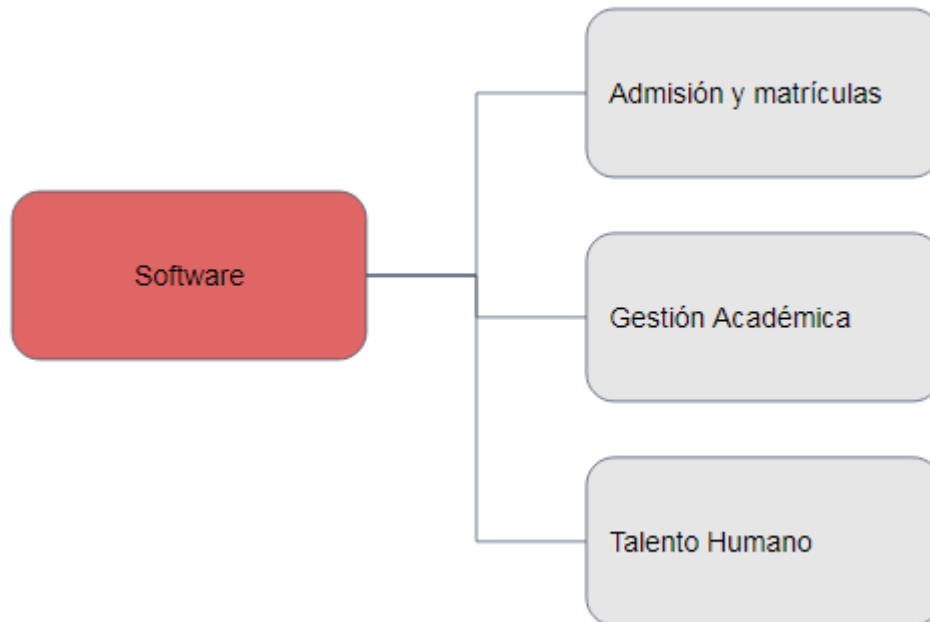 Admisión y matrículas
Software
Gestión Académica
Talento Humano